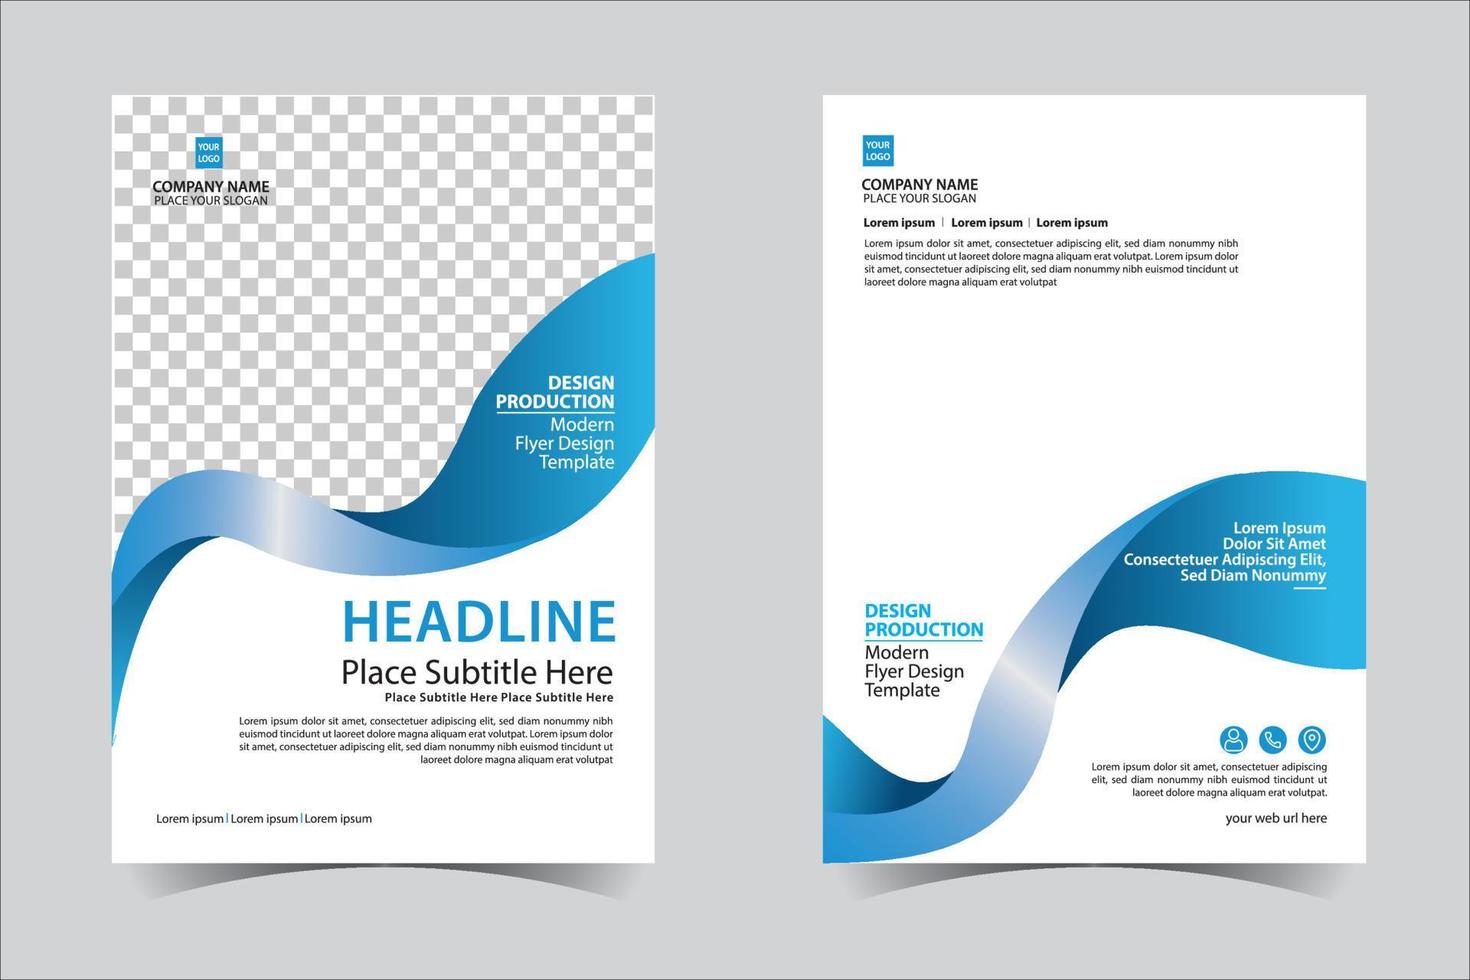 YOUR
LOGO
COMPANY NAME
PLACE YOUR SLOGAN
DESIGN
PRODUCTION
Modern
Flyer Design
Template
HEADLINE
Place Subtitle Here
Place Subtitle Here Place Subtitle Here
Lorem ipsum dolor sit amet, consectetuer adipiscing elit, sed diam nonummy nibh
euismod tincidunt ut laoreet dolore magna aliquam erat volutpat. Lorem ipsum dolor
sit amet, consectetuer adipiscing elit, sed diam nonummy nibh euismod tincidunt ut
laoreet dolore magna aliquam erat volutpat
Lorem ipsum | Lorem ipsum | Lorem ipsum
YOUR
LOGO
COMPANY NAME
PLACE YOUR SLOGAN
Lorem ipsum | Lorem ipsum | Lorem ipsum
Lorem ipsum dolor sit amet, consectetuer adipiscing elit, sed diam nonummy nibh
euismod tincidunt ut laoreet dolore magna aliquam erat volutpat. Lorem ipsum dolor
sit amet, consectetuer adipiscing elit, sed diam nonummy nibh euismod tincidunt ut
laoreet dolore magna aliquam erat volutpat
Lorem Ipsum
Dolor Sit Amet
Consectetuer Adipiscing Elit,
Sed Diam Nonummy
DESIGN
PRODUCTION
Modern
Flyer Design
Template
Lorem ipsum dolor sit amet, consectetuer adipiscing
elit, sed diam nonummy nibh euismod tincidunt ut
laoreet dolore magna aliquam erat volutpat.
your web url here